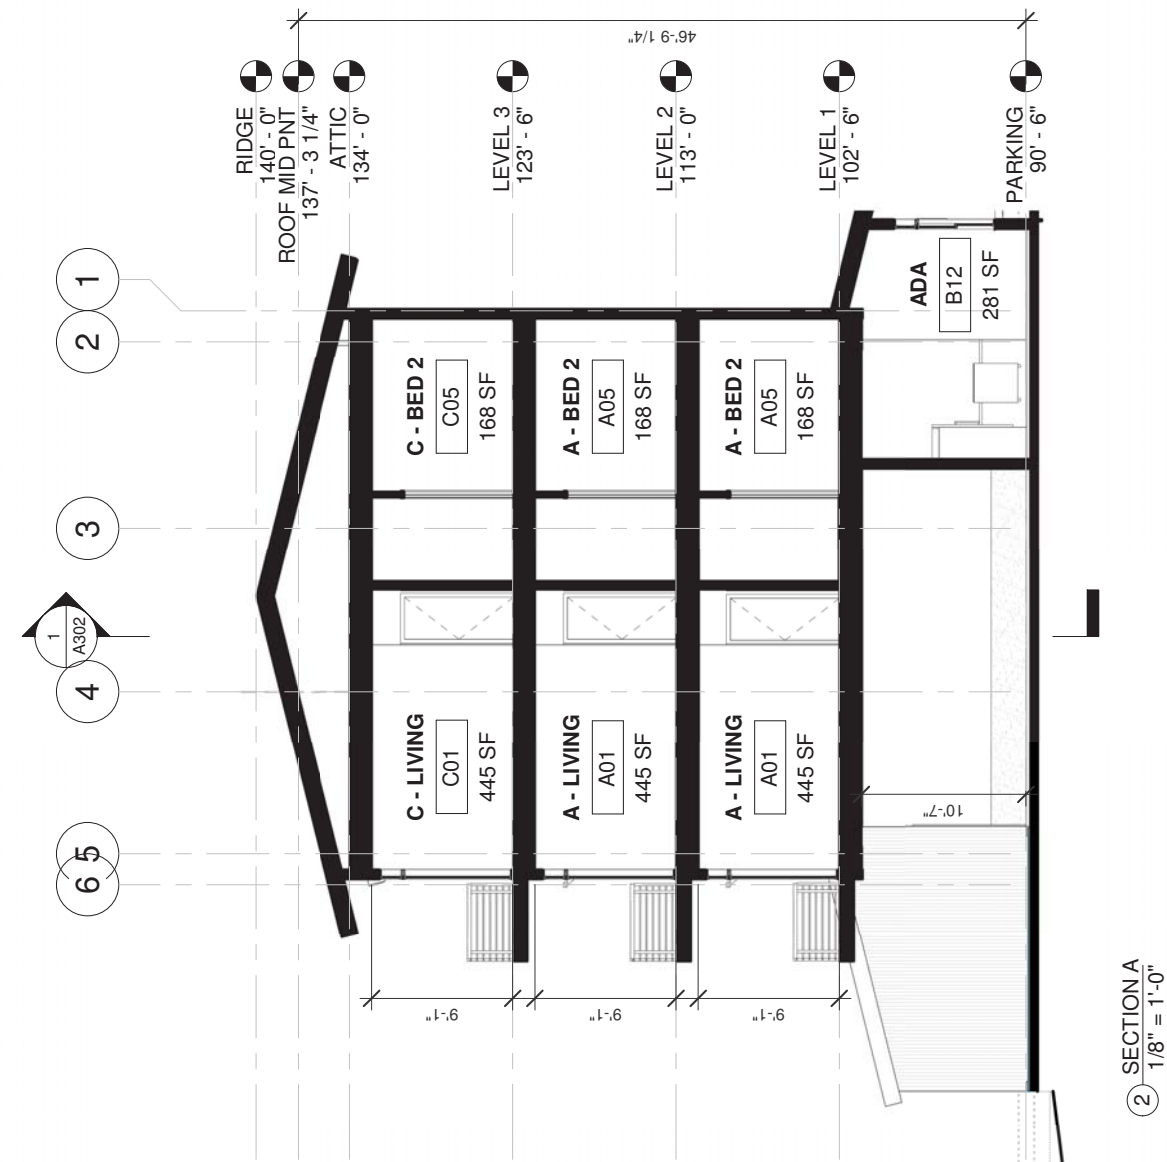 46'-9 1/4"
RIDGE
140' - 0"
ROOF MID PNT
137' - 3 1/4"
ATTIC
134' - 0"
LEVEL 3
123' - 6"
LEVEL 2
113' - 0"
LEVEL 1
102' - 6"
PARKING
90' - 6"
1
2
3
4
5
6
1
A302
C - BED 2
C05
168 SF
A - BED 2
A05
168 SF
A - BED 2
A05
168 SF
ADA
B12
281 SF
C - LIVING
C01
445 SF
A - LIVING
A01
445 SF
A - LIVING
A01
445 SF
10'-7"
9'-1"
9'-1"
9'-1"
2
SECTION A
1/8" = 1'-0"